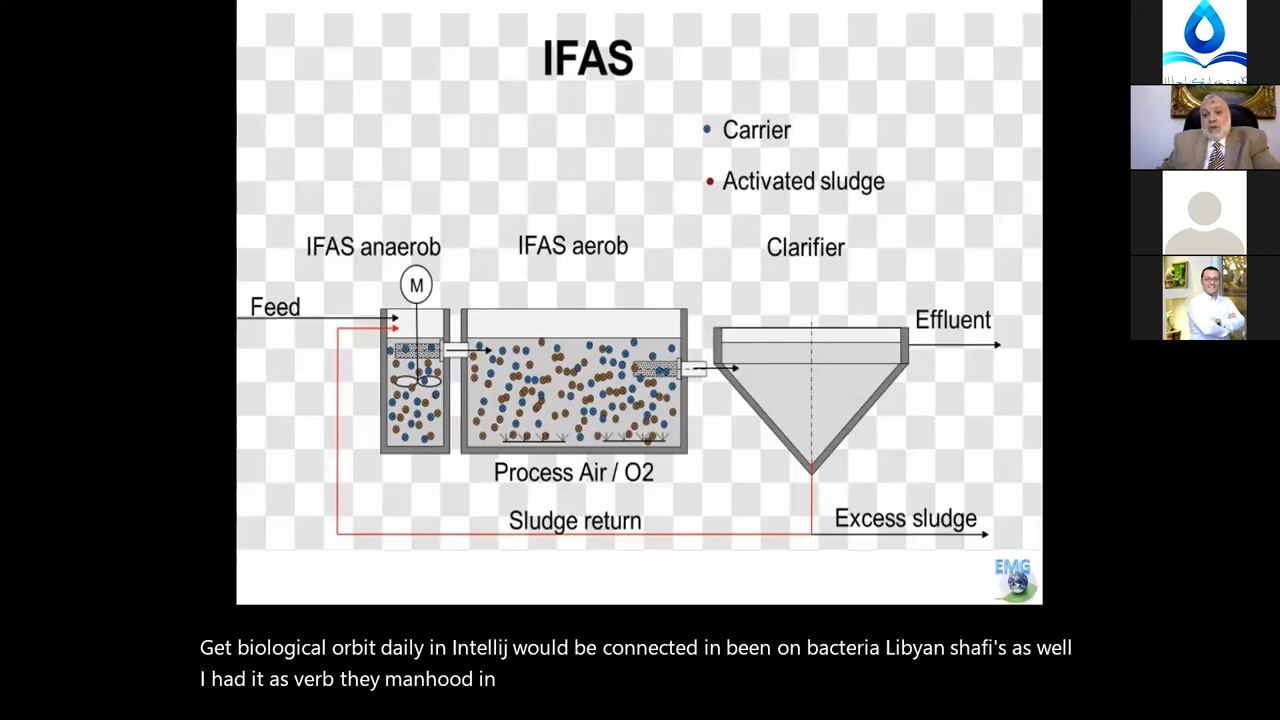 IFAS
Carrier
Activated sludge
IFAS anaerob
IFAS aerob
Clarifier
M
Feed
Effluent
Process Air / O2
Sludge return
Excess sludge
EMG
Get biological orbit daily in Intellij would be connected in been on bacteria Libyan shafi's as well
I had it as verb they manhood in